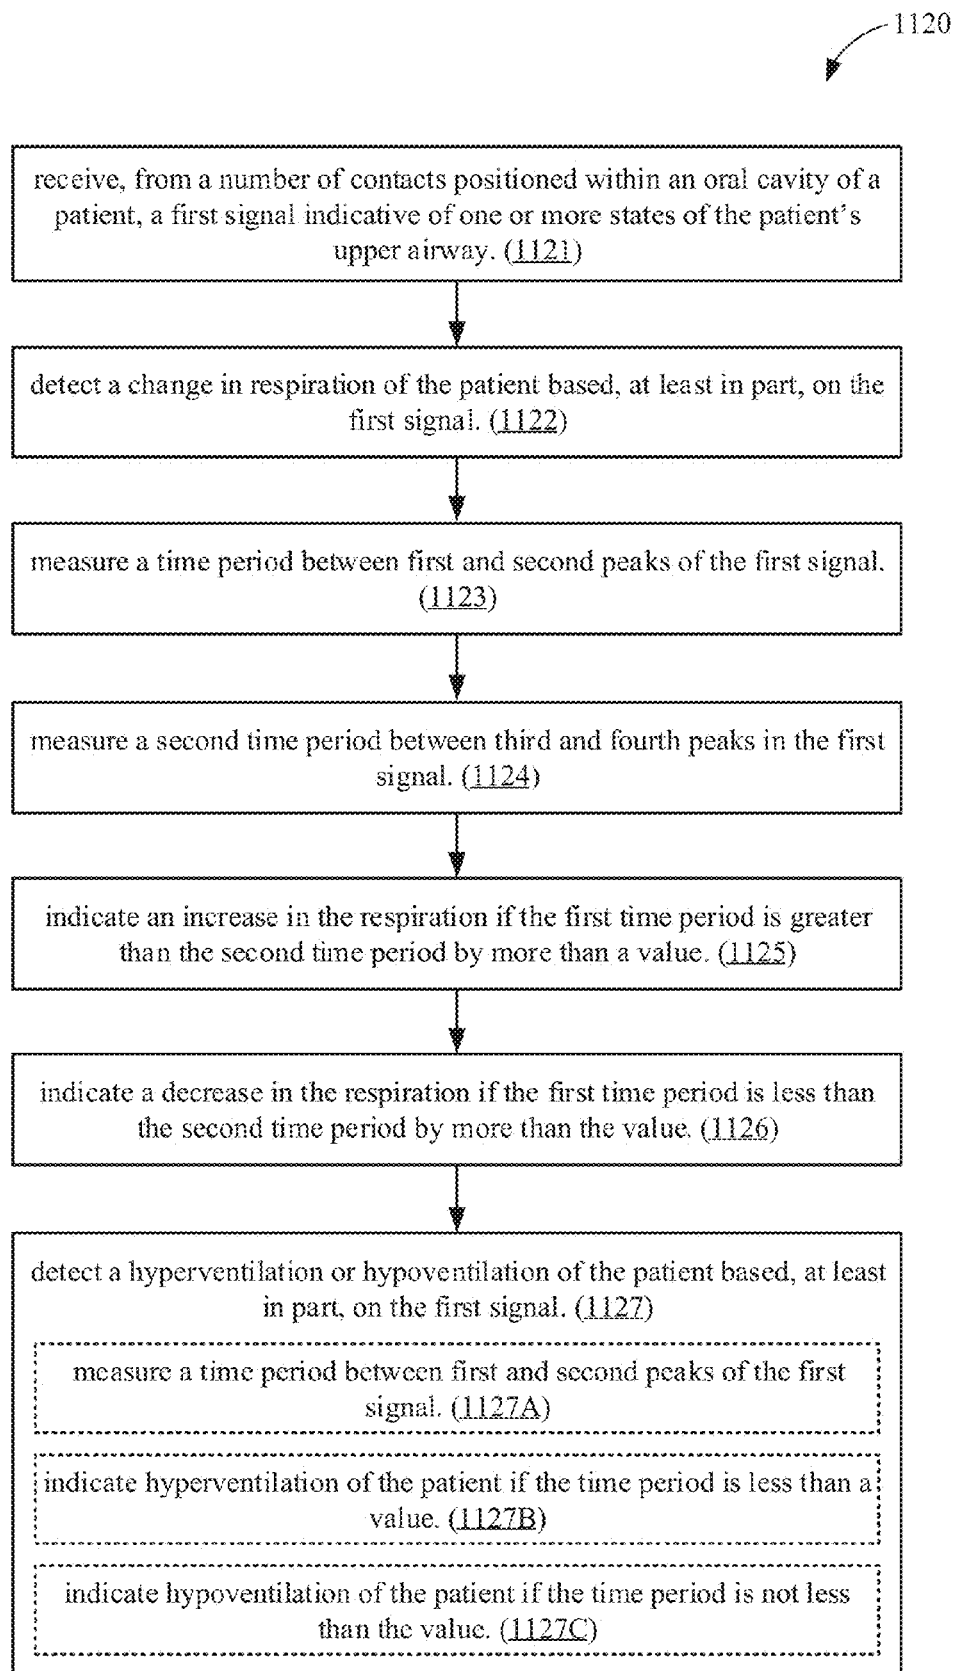 1120
receive, from a number of contacts positioned within an oral cavity of a
patient, a first signal indicative of one or more states of the patient's
upper airway. (1121)
detect a change in respiration of the patient based, at least in part, on the
first signal. (1122)
measure a time period between first and second peaks of the first signal.
(1123)
measure a second time period between third and fourth peaks in the first
signal. (1124)
indicate an increase in the respiration if the first time period is greater
than the second time period by more than a value. (1125)
indicate a decrease in the respiration if the first time period is less than
the second time period by more than the value. (1126)
detect a hyperventilation or hypoventilation of the patient based, at least
in part, on the first signal. (1127)
measure a time period between first and second peaks of the first
signal. (1127A)
indicate hyperventilation of the patient if the time period is less than a
value. (1127B)
indicate hypoventilation of the patient if the time period is not less
than the value. (1127C)